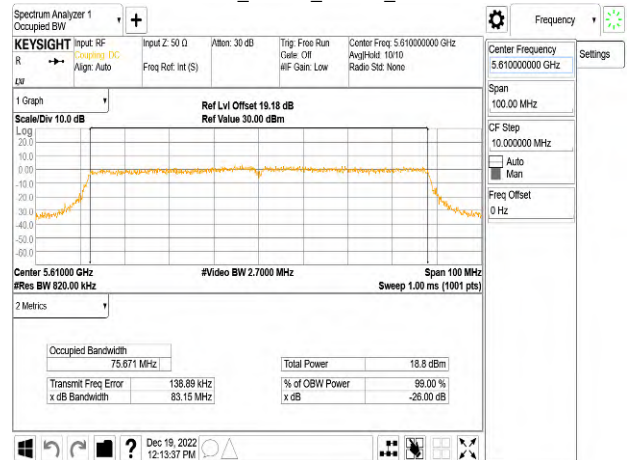 Spectrum Analyzer 1
Occupied BW
+
Frequency
Settings
KEYSIGHT
R
LW
Input: RF
Coupling: DC
Align: Auto
Input Z: 50 Ω
Freq Ref: Int (S)
Atten: 30 dB
Trig: Free Run
Gate: Off
#IF Gain: Low
Center Freq: 5.610000000 GHz
Avg|Hold: 10/10
Radio Std: None
Center Frequency
5.610000000 GHz
Span
100.00 MHz
CF Step
10.000000 MHz
Auto
Man
Freq Offset
0 Hz
1 Graph
Scale/Div 10.0 dB
Ref Lvl Offset 19.18 dB
Ref Value 30.00 dBm
Log
20.0
10.0
0.00
-10.0
-20.0
-30.0
-40.0
-50.0
-60.0
Center 5.61000 GHz
#Res BW 820.00 kHz
#Video BW 2.7000 MHz
Span 100 MHz
Sweep 1.00 ms (1001 pts)
2 Metrics
Occupied Bandwidth
75.671 MHz
Total Power 18.8 dBm
Transmit Freq Error 138.89 kHz
% of OBW Power 99.00 %
x dB Bandwidth 83.15 MHz
x dB -26.00 dB
?
Dec 19, 2022
12:13:37 PM